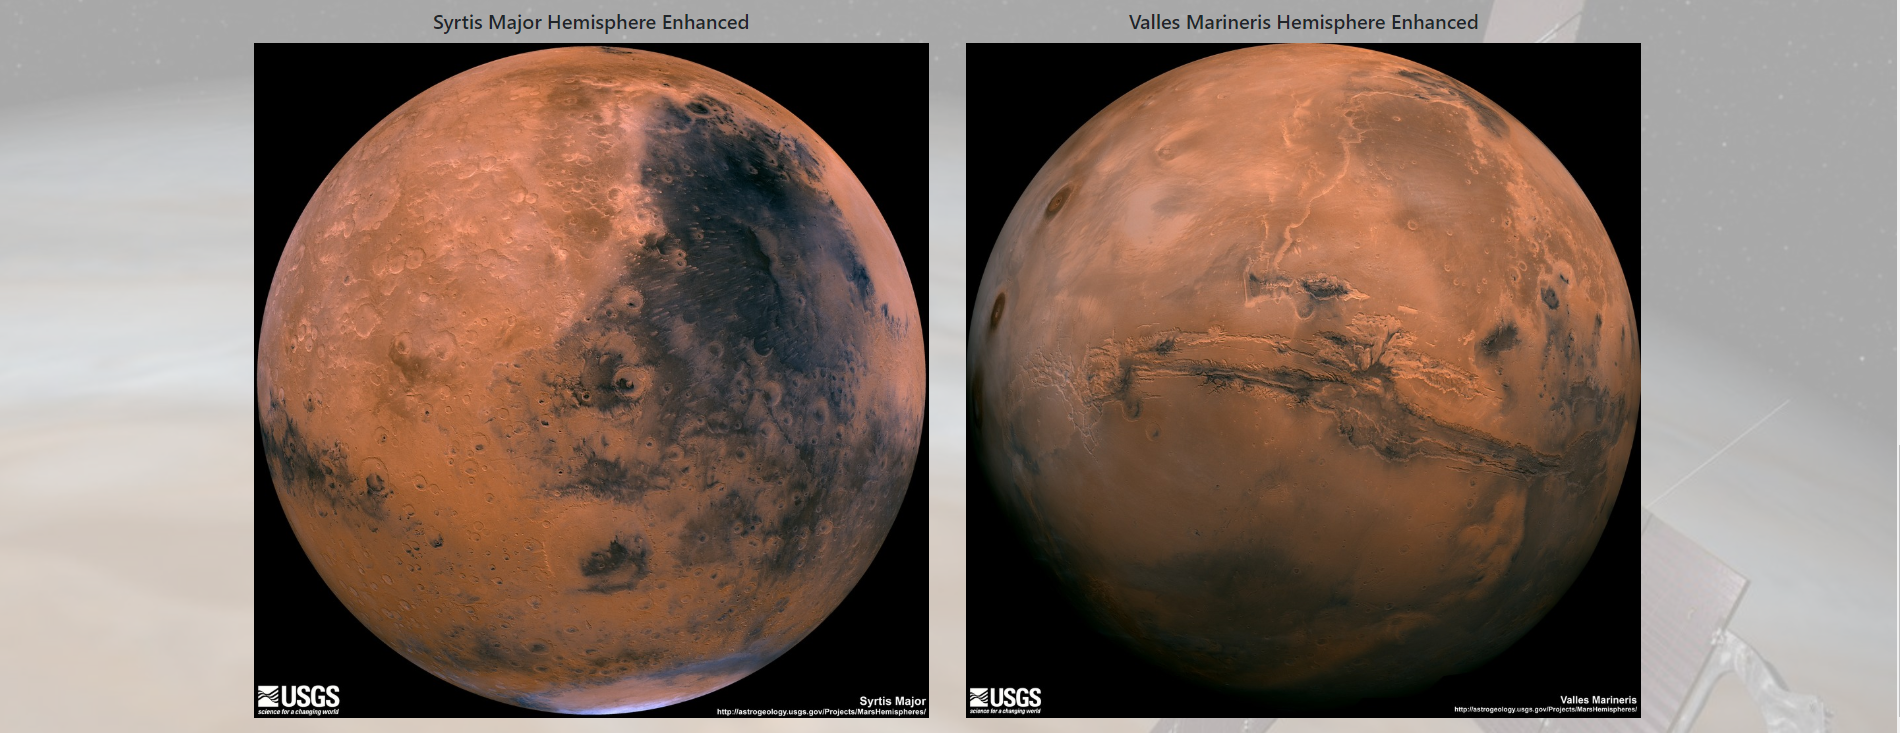 Syrtis Major Hemisphere Enhanced
Valles Marineris Hemisphere Enhanced
USGS
science for a changing world
Syrtis Major
http://astrogeology.usgs.gov/Projects/MarsHemispheres/
USGS
science for a changing world
Valles Marineris
http://astrogeology.usgs.gov/Projects/MarsHemispheres/